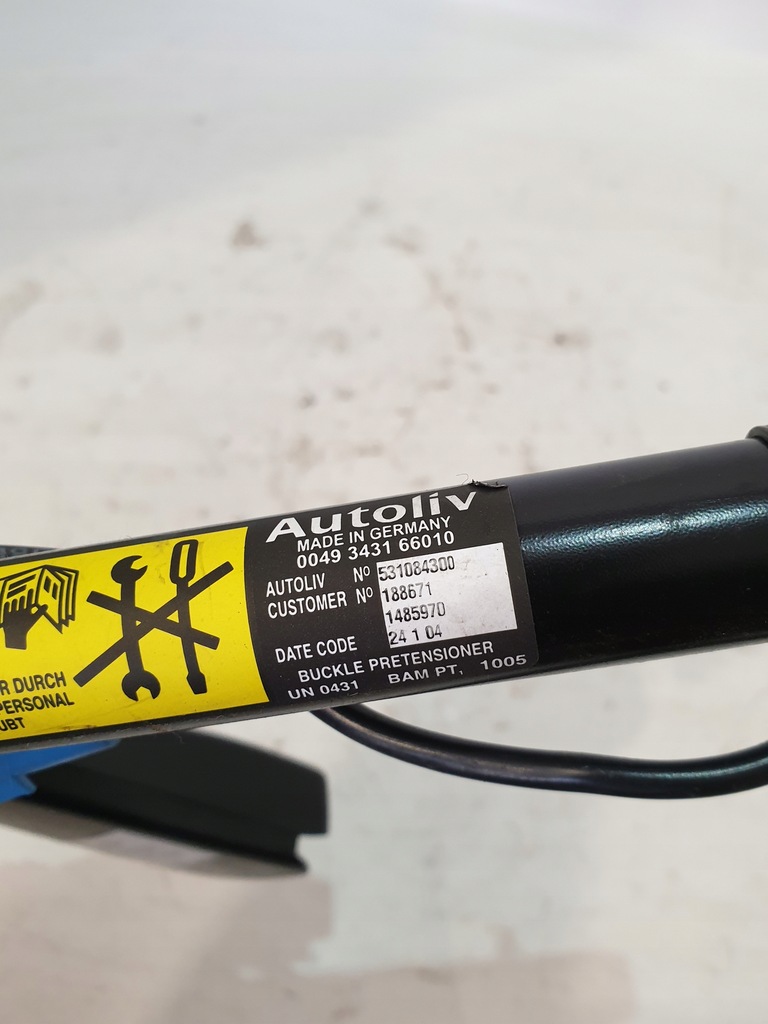 Autoliv
MADE IN GERMANY
0049 3431 66010
AUTOLIV Nº 531084300
CUSTOMER Nº 188671
1485970
DATE CODE 24 1 04
BUCKLE PRETENSIONER
UN 0431 BAM PT, 1005
R DURCH
PERSONAL
UBT